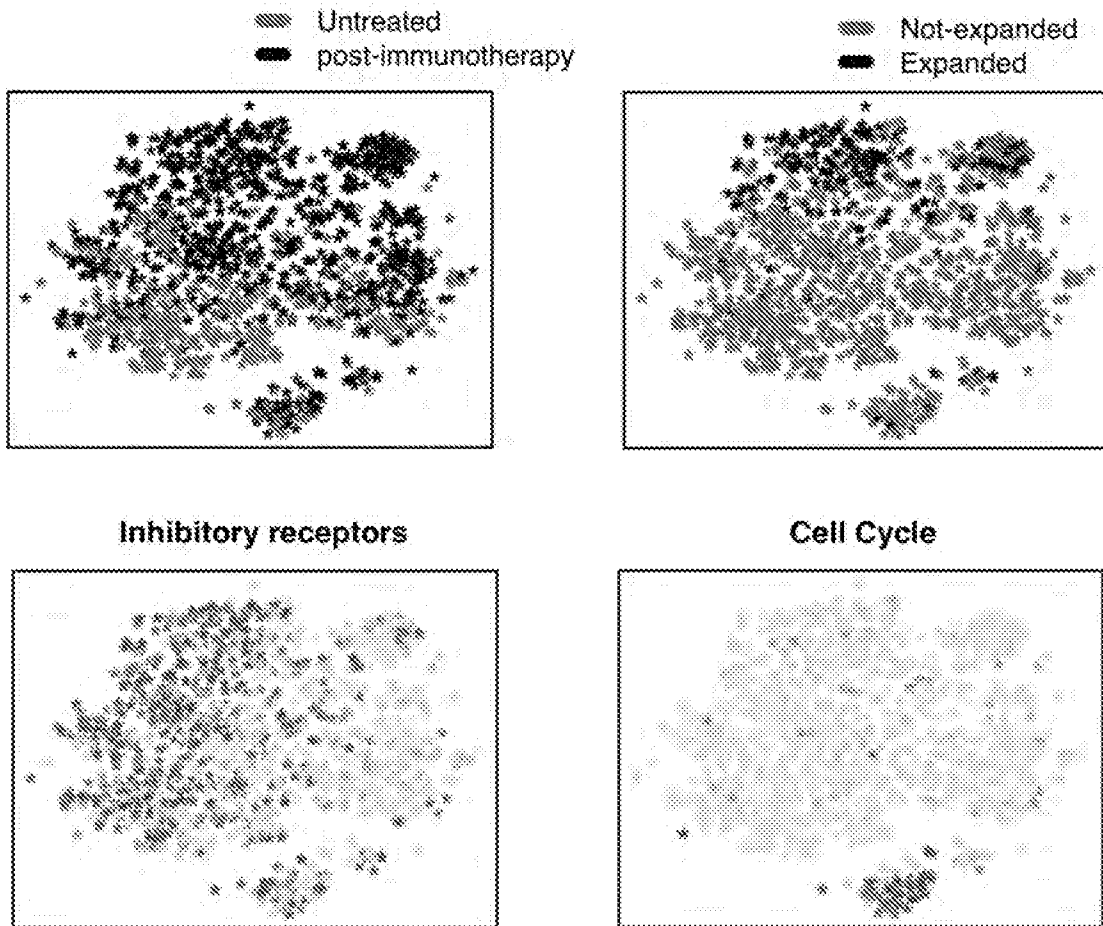 Untreated
post-immunotherapy
Not-expanded
Expanded
Inhibitory receptors
Cell Cycle